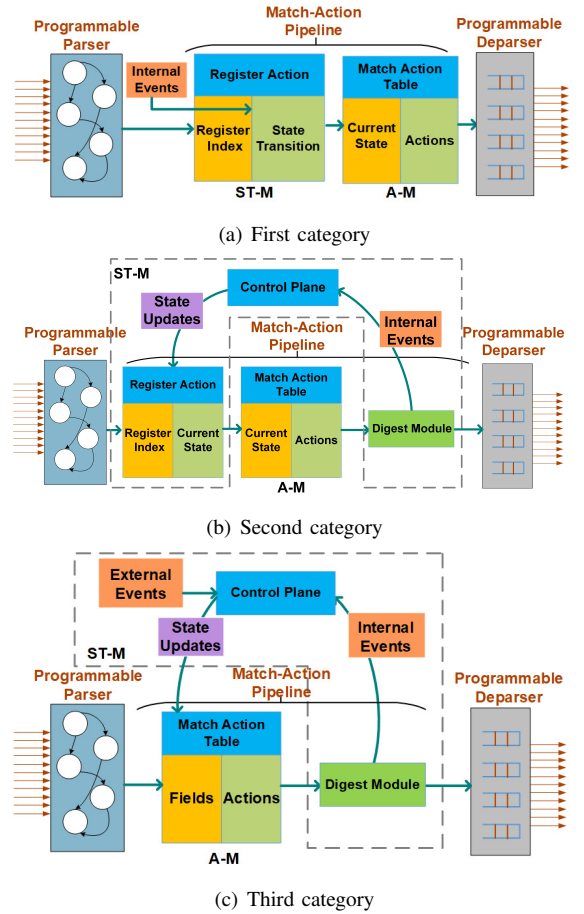 Match-Action
Pipeline
Programmable
Parser
Programmable
Deparser
Internal
Events
Register Action
Match Action
Table
Register
Index
State
Transition
Current
State
Actions
ST-M
A-M
(a) First category
ST-M
Control Plane
State
Updates
Internal
Events
Match-Action
Pipeline
Programmable
Parser
Programmable
Deparser
Register Action
Match Action
Table
Register
Index
Current
State
Current
State
Actions
Digest Module
A-M
(b) Second category
External
Events
Control Plane
State
Updates
Internal
Events
ST-M
Programmable
Parser
Match-Action
Pipeline
Programmable
Deparser
Match Action
Table
Fields
Actions
Digest Module
A-M
(c) Third category